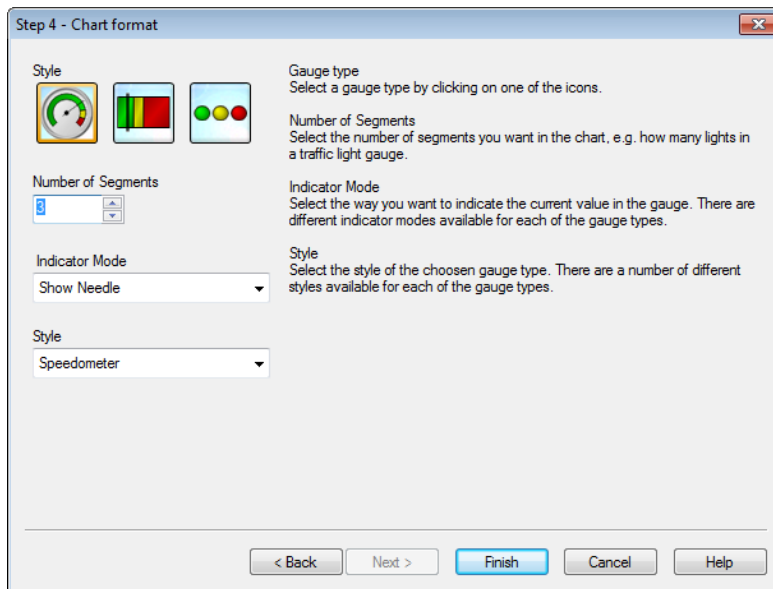 Step 4 - Chart format
Style
Number of Segments
3
Indicator Mode
Show Needle
Style
Speedometer
Gauge type
Select a gauge type by clicking on one of the icons.
Number of Segments
Select the number of segments you want in the chart, e.g. how many lights in
a traffic light gauge.
Indicator Mode
Select the way you want to indicate the current value in the gauge. There are
different indicator modes available for each of the gauge types.
Style
Select the style of the choosen gauge type. There are a number of different
styles available for each of the gauge types.
< Back
Next >
Finish
Cancel
Help